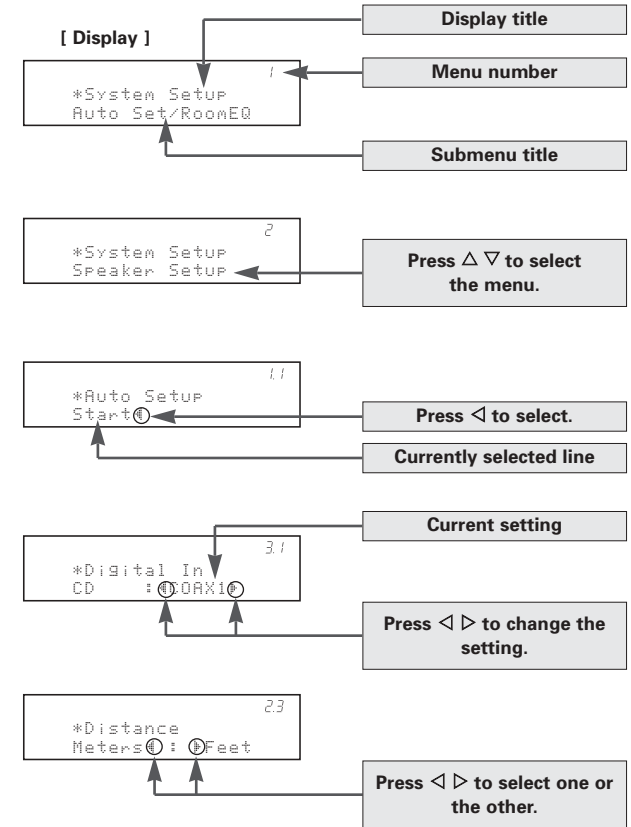 Display title
[ Display ]
1
Menu number
*System Setup
Auto Set/RoomEQ
Submenu title
2
*System Setup
Speaker Setup
Press △ ▽ to select
the menu.
1.1
*Auto Setup
Start◀
Press ◁ to select.
Currently selected line
Current setting
3.1
*Digital In
CD : ◀COAX1▶
Press ◁ ▷ to change the
setting.
2.3
*Distance
Meters◀ : ▶Feet
Press ◁ ▷ to select one or
the other.